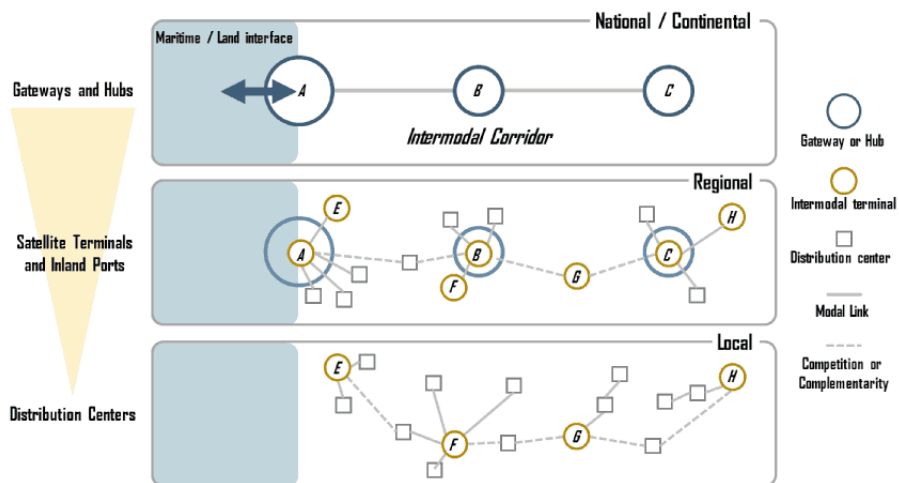 National / Continental
Maritime / Land interface
Gateways and Hubs
A
B
C
Intermodal Corridor
Gateway or Hub
Regional
E
H
Intermodal terminal
Satellite Terminals
and Inland Ports
A
B
C
G
F
Distribution center
Modal Link
Local
E
H
Competition or
Complementarity
Distribution Centers
F
G